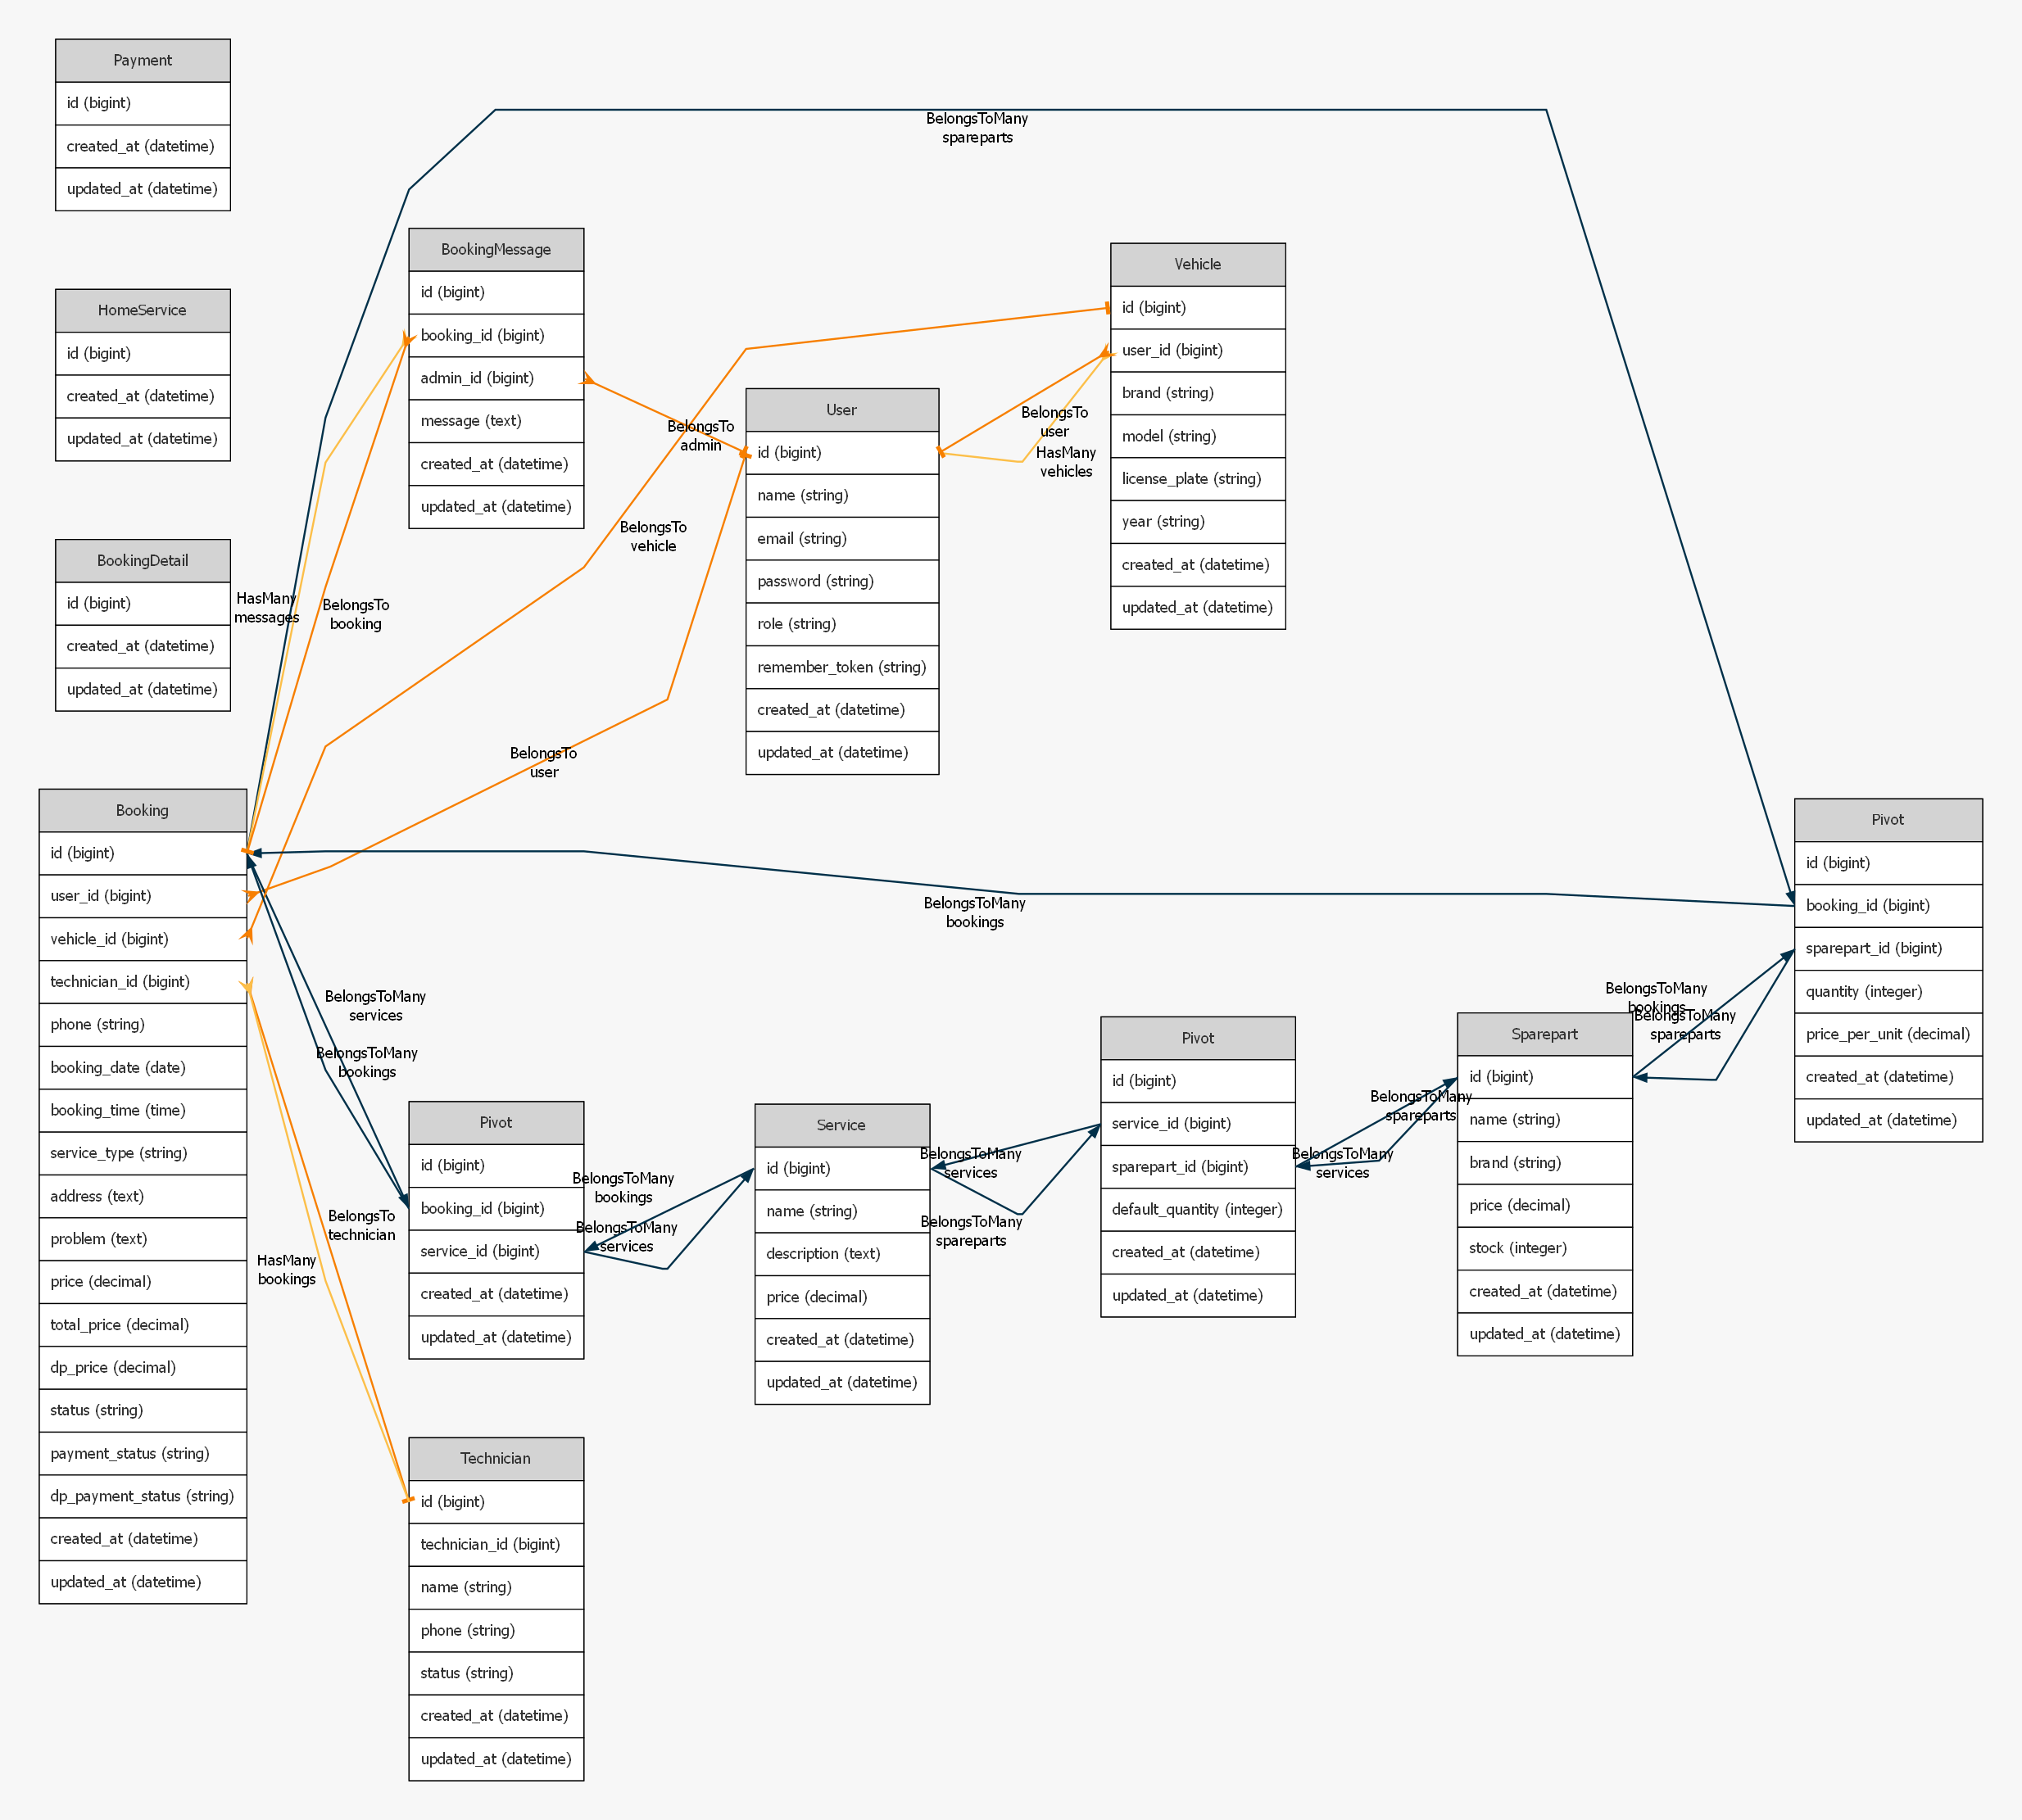 Payment
id (bigint)
created_at (datetime)
updated_at (datetime)
HomeService
id (bigint)
created_at (datetime)
updated_at (datetime)
BookingDetail
id (bigint)
created_at (datetime)
updated_at (datetime)
Booking
id (bigint)
user_id (bigint)
vehicle_id (bigint)
technician_id (bigint)
phone (string)
booking_date (date)
booking_time (time)
service_type (string)
address (text)
problem (text)
price (decimal)
total_price (decimal)
dp_price (decimal)
status (string)
payment_status (string)
dp_payment_status (string)
created_at (datetime)
updated_at (datetime)
HasMany
messages
BelongsTo
booking
BelongsToMany
services
BelongsToMany
bookings
BelongsTo
technician
HasMany
bookings
BookingMessage
id (bigint)
booking_id (bigint)
admin_id (bigint)
message (text)
created_at (datetime)
updated_at (datetime)
Pivot
id (bigint)
booking_id (bigint)
service_id (bigint)
created_at (datetime)
updated_at (datetime)
Technician
id (bigint)
technician_id (bigint)
name (string)
phone (string)
status (string)
created_at (datetime)
updated_at (datetime)
BelongsTo
admin
BelongsTo
vehicle
BelongsTo
user
BelongsToMany
bookings
BelongsToMany
services
User
id (bigint)
name (string)
email (string)
password (string)
role (string)
remember_token (string)
created_at (datetime)
updated_at (datetime)
Service
id (bigint)
name (string)
description (text)
price (decimal)
created_at (datetime)
updated_at (datetime)
BelongsToMany
spareparts
BelongsTo
user
HasMany
vehicles
BelongsToMany
bookings
BelongsToMany
services
BelongsToMany
spareparts
Vehicle
id (bigint)
user_id (bigint)
brand (string)
model (string)
license_plate (string)
year (string)
created_at (datetime)
updated_at (datetime)
Pivot
id (bigint)
service_id (bigint)
sparepart_id (bigint)
default_quantity (integer)
created_at (datetime)
updated_at (datetime)
BelongsToMany
spareparts
BelongsToMany
services
Sparepart
id (bigint)
name (string)
brand (string)
price (decimal)
stock (integer)
created_at (datetime)
updated_at (datetime)
BelongsToMany
bookings
BelongsToMany
spareparts
Pivot
id (bigint)
booking_id (bigint)
sparepart_id (bigint)
quantity (integer)
price_per_unit (decimal)
created_at (datetime)
updated_at (datetime)